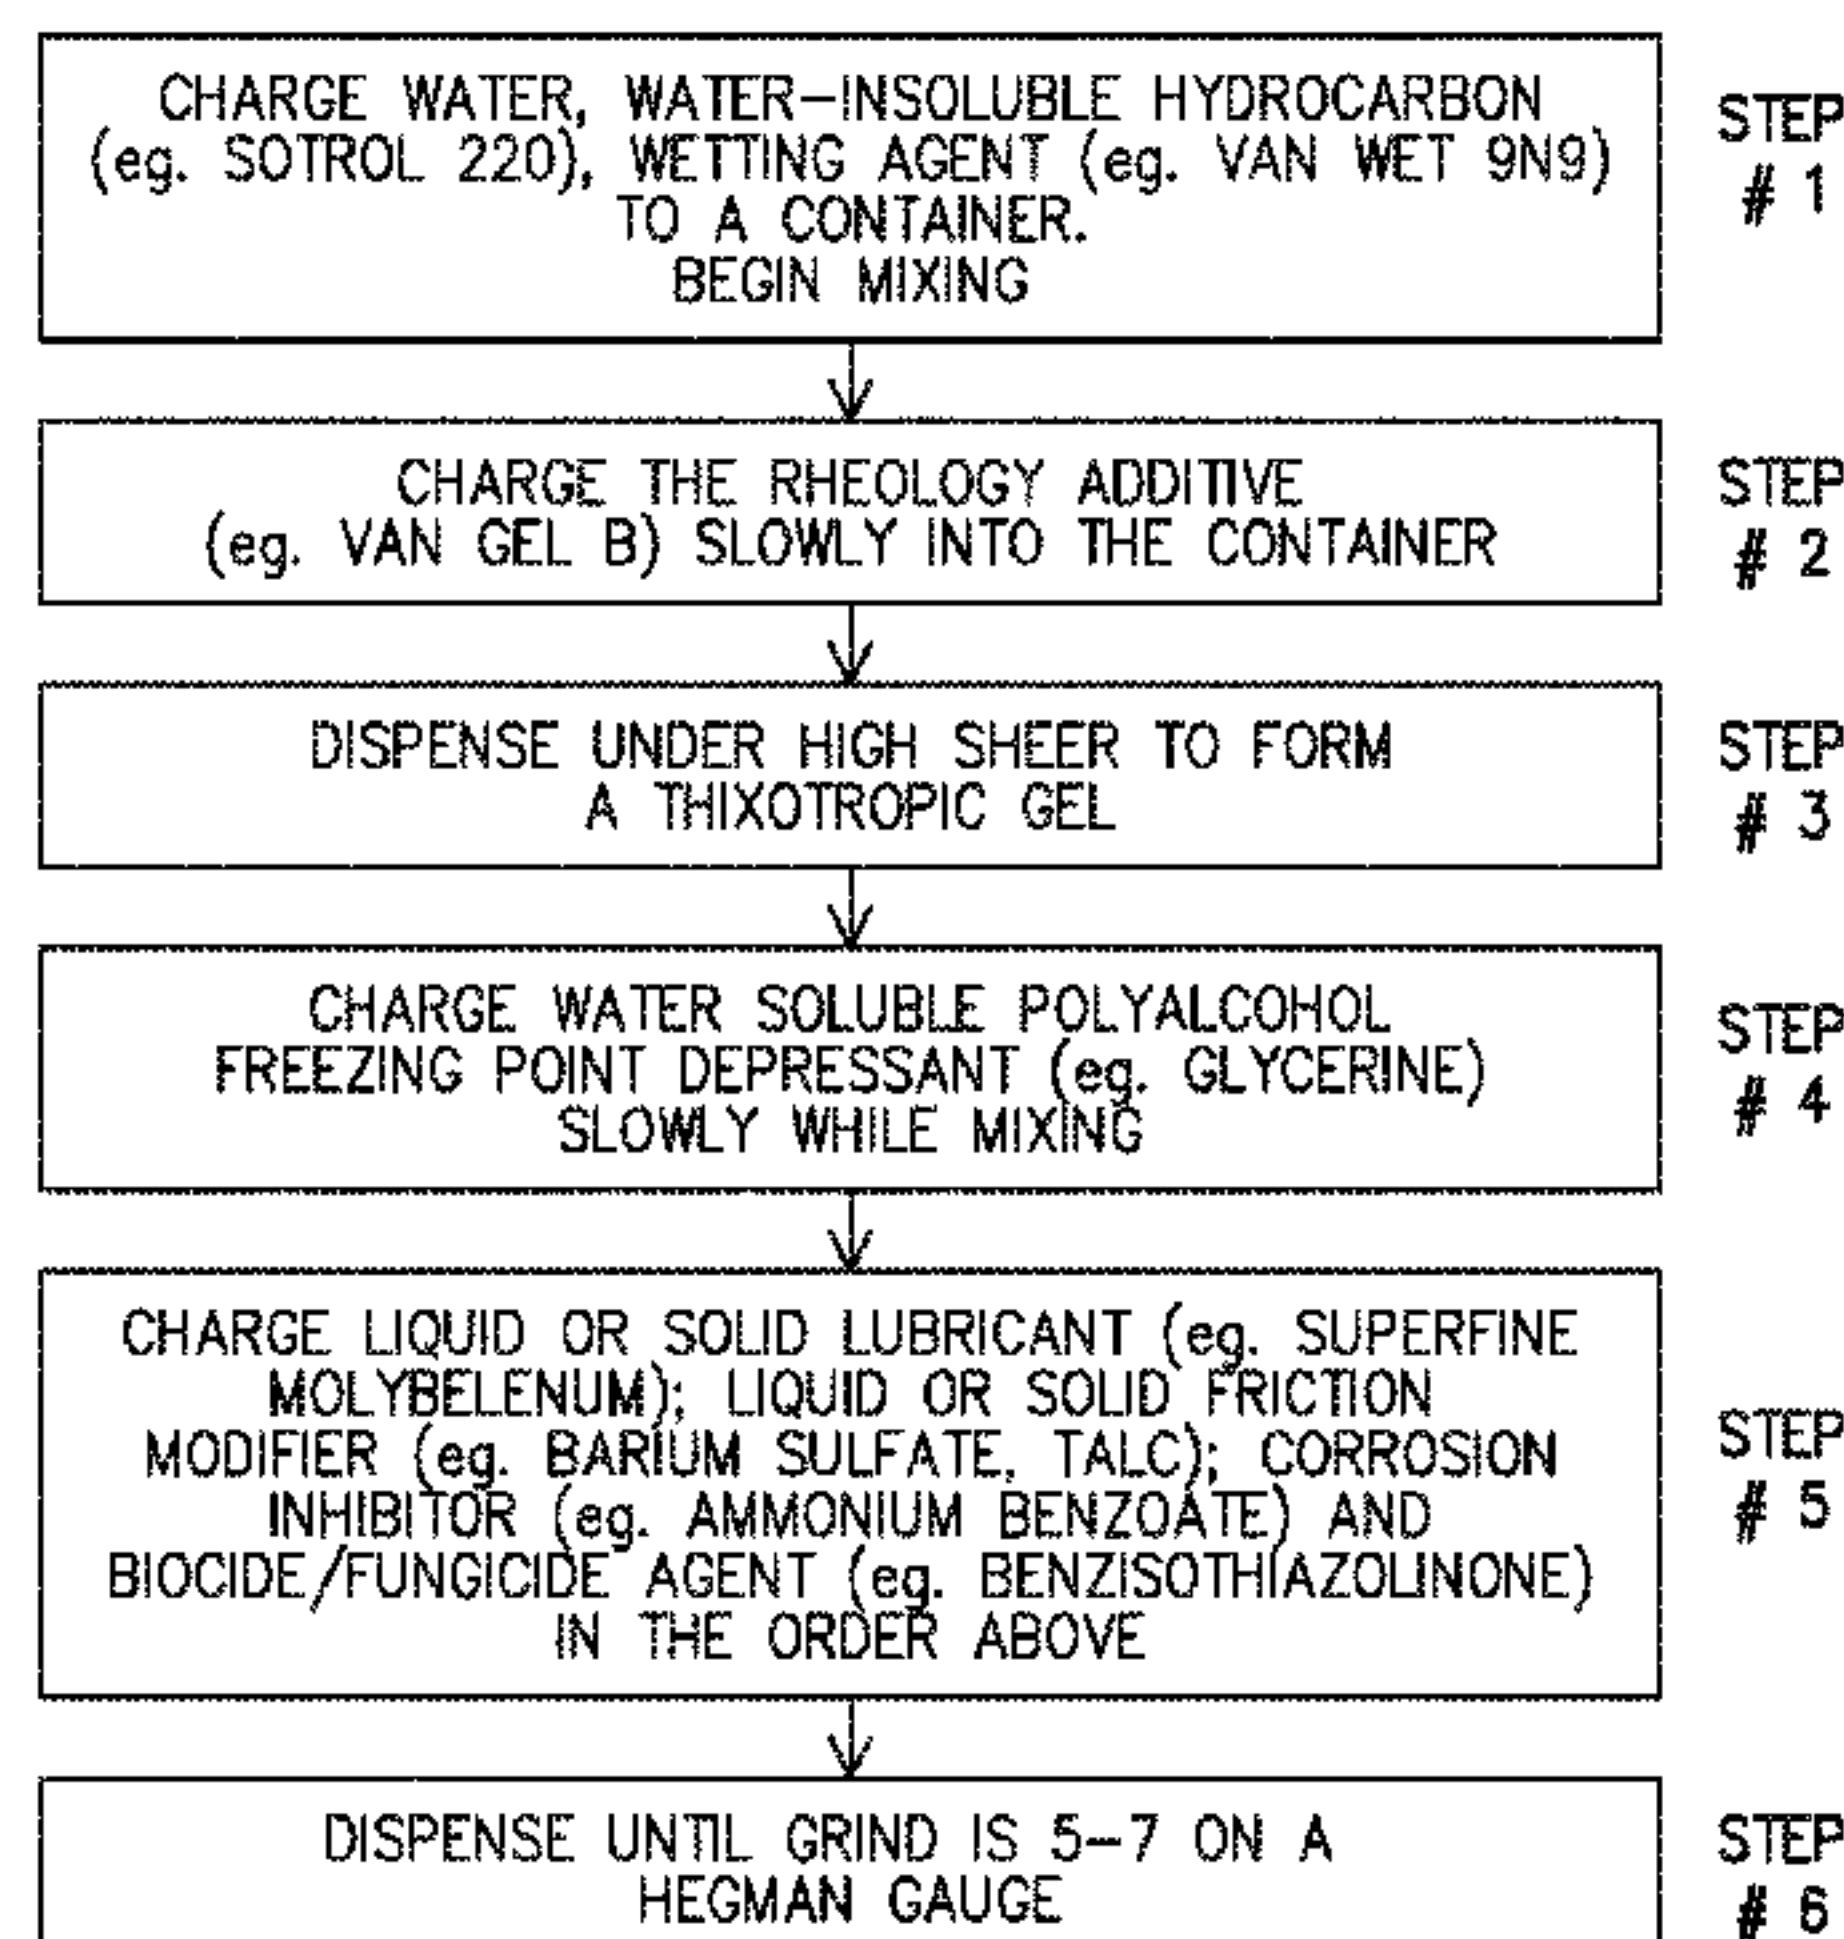 CHARGE WATER, WATER-INSOLUBLE HYDROCARBON
(eg. SOTROL 220), WETTING AGENT (eg. VAN WET 9N9)
TO A CONTAINER.
BEGIN MIXING
STEP
# 1
CHARGE THE RHEOLOGY ADDITIVE
(eg. VAN GEL B) SLOWLY INTO THE CONTAINER
STEP
# 2
DISPENSE UNDER HIGH SHEER TO FORM
A THIXOTROPIC GEL
STEP
# 3
CHARGE WATER SOLUBLE POLYALCOHOL
FREEZING POINT DEPRESSANT (eg. GLYCERINE)
SLOWLY WHILE MIXING
STEP
# 4
CHARGE LIQUID OR SOLID LUBRICANT (eg. SUPERFINE
MOLYBELENUM); LIQUID OR SOLID FRICTION
MODIFIER (eg. BARIUM SULFATE, TALC); CORROSION
INHIBITOR (eg. AMMONIUM BENZOATE) AND
BIOCIDE/FUNGICIDE AGENT (eg. BENZISOTHIAZOLINONE)
IN THE ORDER ABOVE
STEP
# 5
DISPENSE UNTIL GRIND IS 5-7 ON A
HEGMAN GAUGE
STEP
# 6